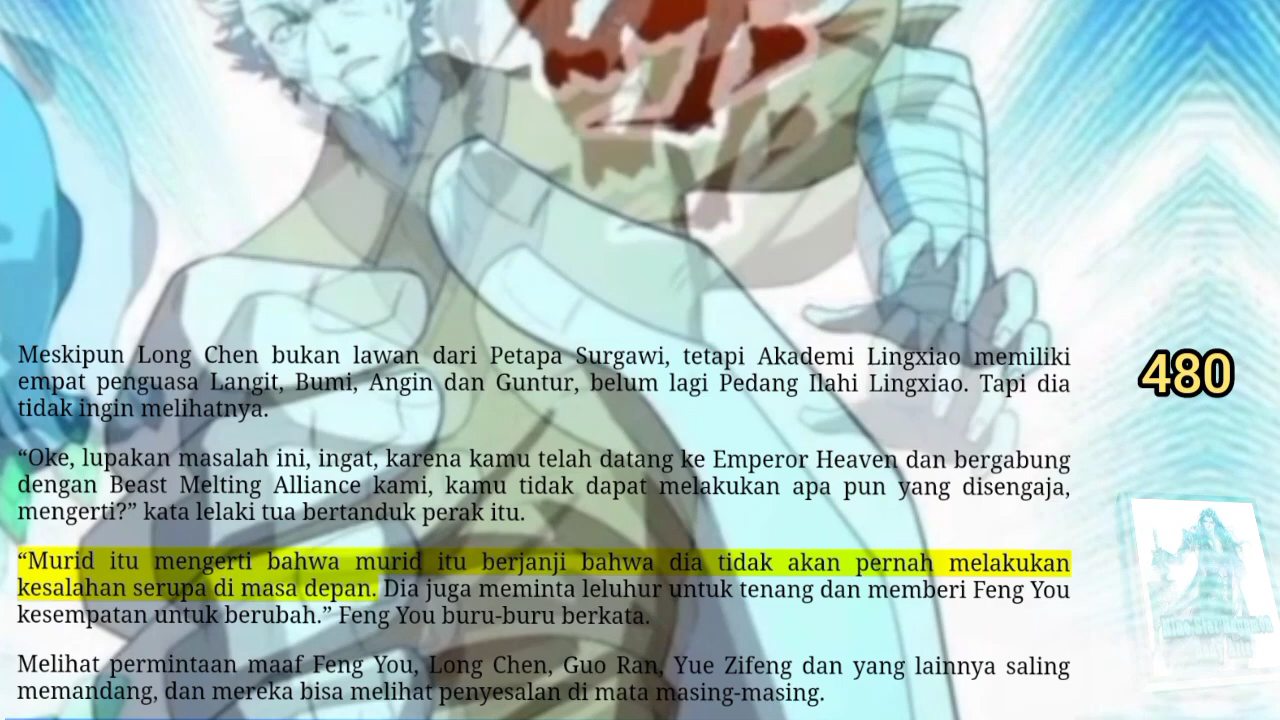 Meskipun Long Chen bukan lawan dari Petapa Surgawi, tetapi Akademi Lingxiao memiliki
empat penguasa Langit, Bumi, Angin dan Guntur, belum lagi Pedang Ilahi Lingxiao. Tapi dia
tidak ingin melihatnya.
“Oke, lupakan masalah ini, ingat, karena kamu telah datang ke Emperor Heaven dan bergabung
dengan Beast Melting Alliance kami, kamu tidak dapat melakukan apa pun yang disengaja,
mengerti?” kata lelaki tua bertanduk perak itu.
“Murid itu mengerti bahwa murid itu berjanji bahwa dia tidak akan pernah melakukan
kesalahan serupa di masa depan. Dia juga meminta leluhur untuk tenang dan memberi Feng You
kesempatan untuk berubah.” Feng You buru-buru berkata.
Melihat permintaan maaf Feng You, Long Chen, Guo Ran, Yue Zifeng dan yang lainnya saling
memandang, dan mereka bisa melihat penyesalan di mata masing-masing.
480